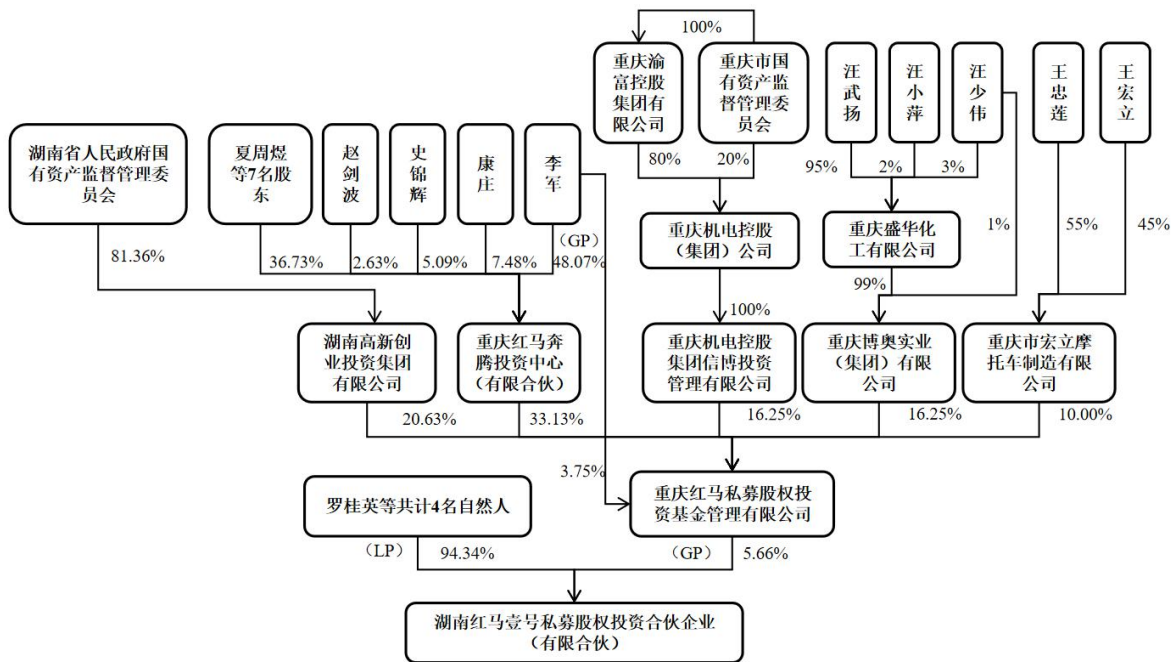 100%
重庆渝
富控股
集团有
限公司
重庆市国
有资产监
督管理委
员会
汪武扬
汪小萍
汪少伟
王忠莲
王宏立
湖南省人民政府国
有资产监督管理委
员会
夏周煜
等7名股
东
赵剑波
史锦辉
康庄
李军
80%
20%
95%
2%
3%
1%
55%
45%
(GP)
81.36%
36.73%
2.63%
5.09%
7.48%
48.07%
重庆机电控股
（集团）公司
重庆盛华化
工有限公司
100%
99%
湖南高新创
业投资集团
有限公司
重庆红马奔
腾投资中心
（有限合伙）
重庆机电控股
集团信博投资
管理有限公司
重庆博奥实业
（集团）有限
公司
重庆市宏立摩
托车制造有限
公司
20.63%
33.13%
16.25%
16.25%
10.00%
3.75%
罗桂英等共计4名自然人
重庆红马私募股权投
资基金管理有限公司
（LP）
94.34%
（GP）
5.66%
湖南红马壹号私募股权投资合伙企业
（有限合伙）